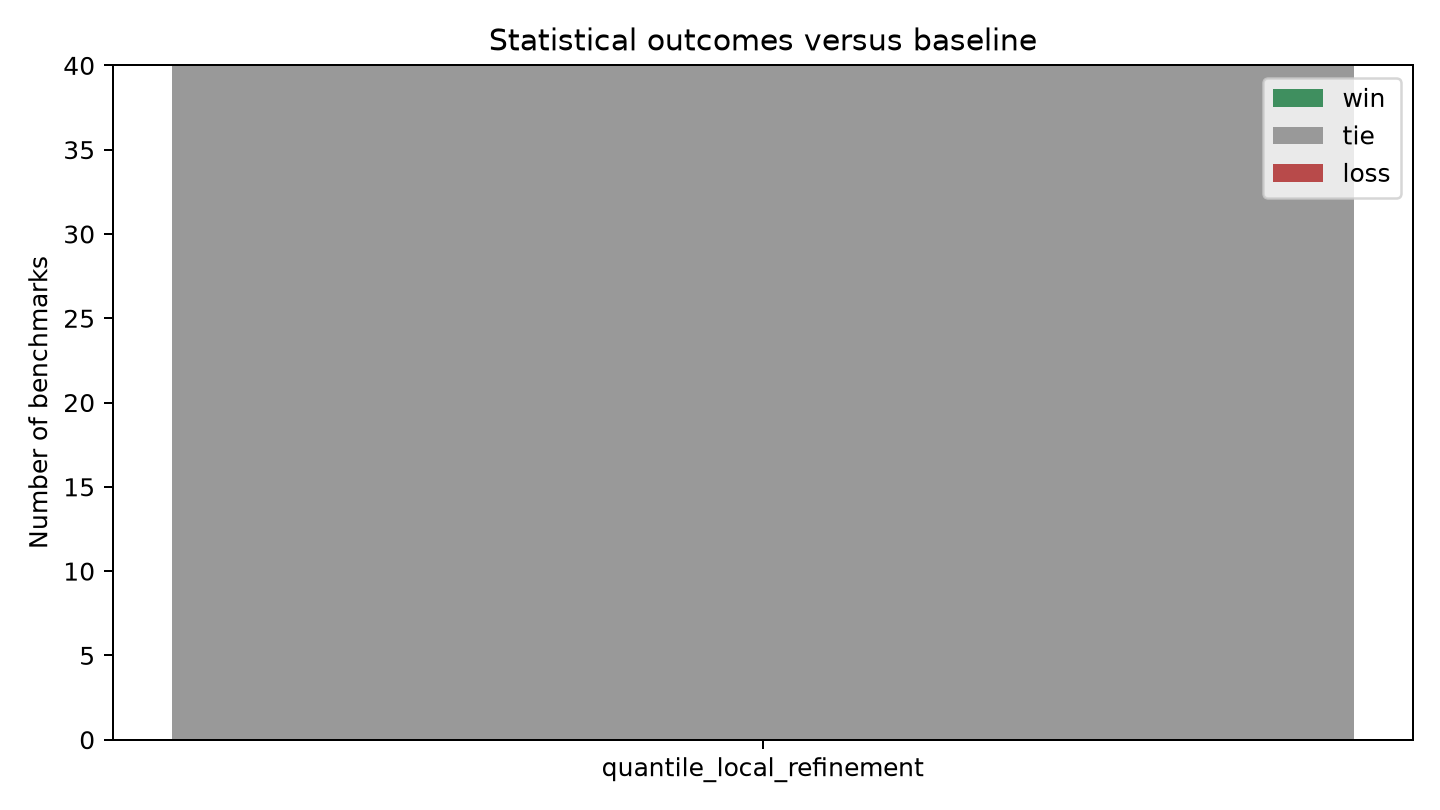 Statistical outcomes versus baseline
Number of benchmarks
40
35
30
25
20
15
10
5
0
win
tie
loss
quantile_local_refinement